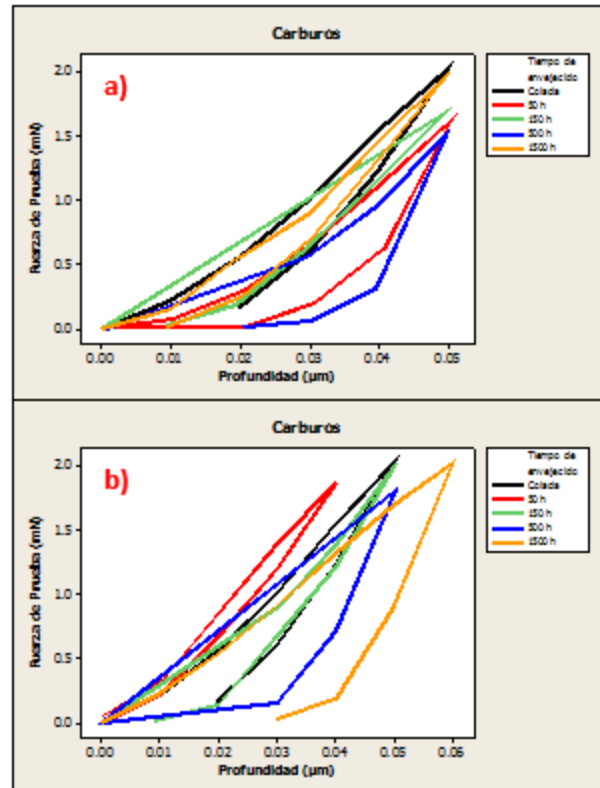 Carburos
a)
Fuerza de Prueba (mN)
2.0
1.5
1.0
0.5
0.0
0.00 0.01 0.02 0.03 0.04 0.05
Profundidad (µm)
Tiempo de
envejecido
Colada
50 h
150 h
500 h
1500 h
Carburos
b)
Fuerza de Prueba (mN)
2.0
1.5
1.0
0.5
0.0
0.00 0.01 0.02 0.03 0.04 0.05 0.06
Profundidad (µm)
Tiempo de
envejecido
Colada
50 h
150 h
500 h
1500 h